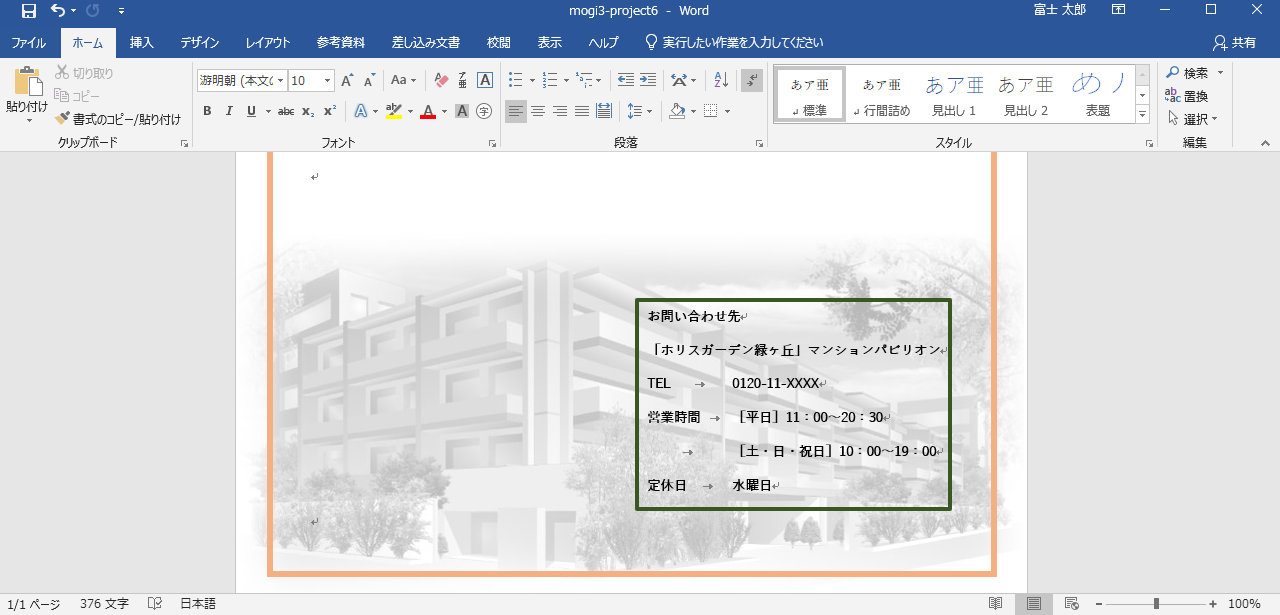 mogi3-project6 - Word
富士 太郎
ファイル ホーム 挿入 デザイン レイアウト 参考資料 差し込み文書 校閲 表示 ヘルプ 実行したい作業を入力してください 共有
貼り付け
切り取り
コピー
書式のコピー/貼り付け
クリップボード
游明朝 (本文の 10
Aa
B I U abc x₂ x²
フォント
段落
あア亜 あア亜 あア亜 あア亜 あア
標準 行間詰め 見出し 1 見出し 2 表題
スタイル
検索
置換
選択
編集
お問い合わせ先
「ホリスガーデン緑ヶ丘」マンションパビリオン
TEL → 0120-11-XXXX
営業時間 → [平日] 11:00～20:30
→ [土・日・祝日] 10:00～19:00
定休日 → 水曜日
1/1 ページ 376 文字 日本語 100%